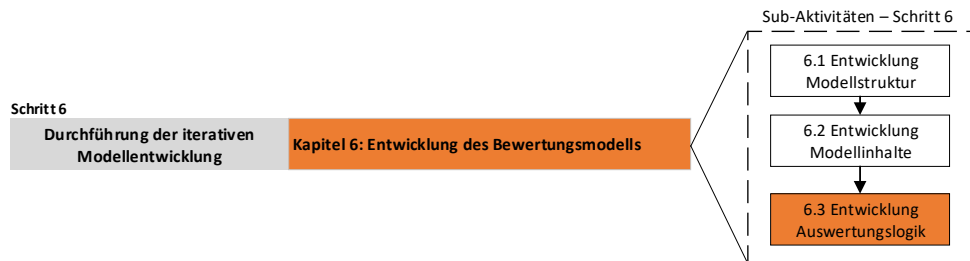 Sub-Aktivitäten – Schritt 6
6.1 Entwicklung
Modellstruktur
Schritt 6
Durchführung der iterativen
Modellentwicklung
Kapitel 6: Entwicklung des Bewertungsmodells
6.2 Entwicklung
Modellinhalte
6.3 Entwicklung
Auswertungslogik